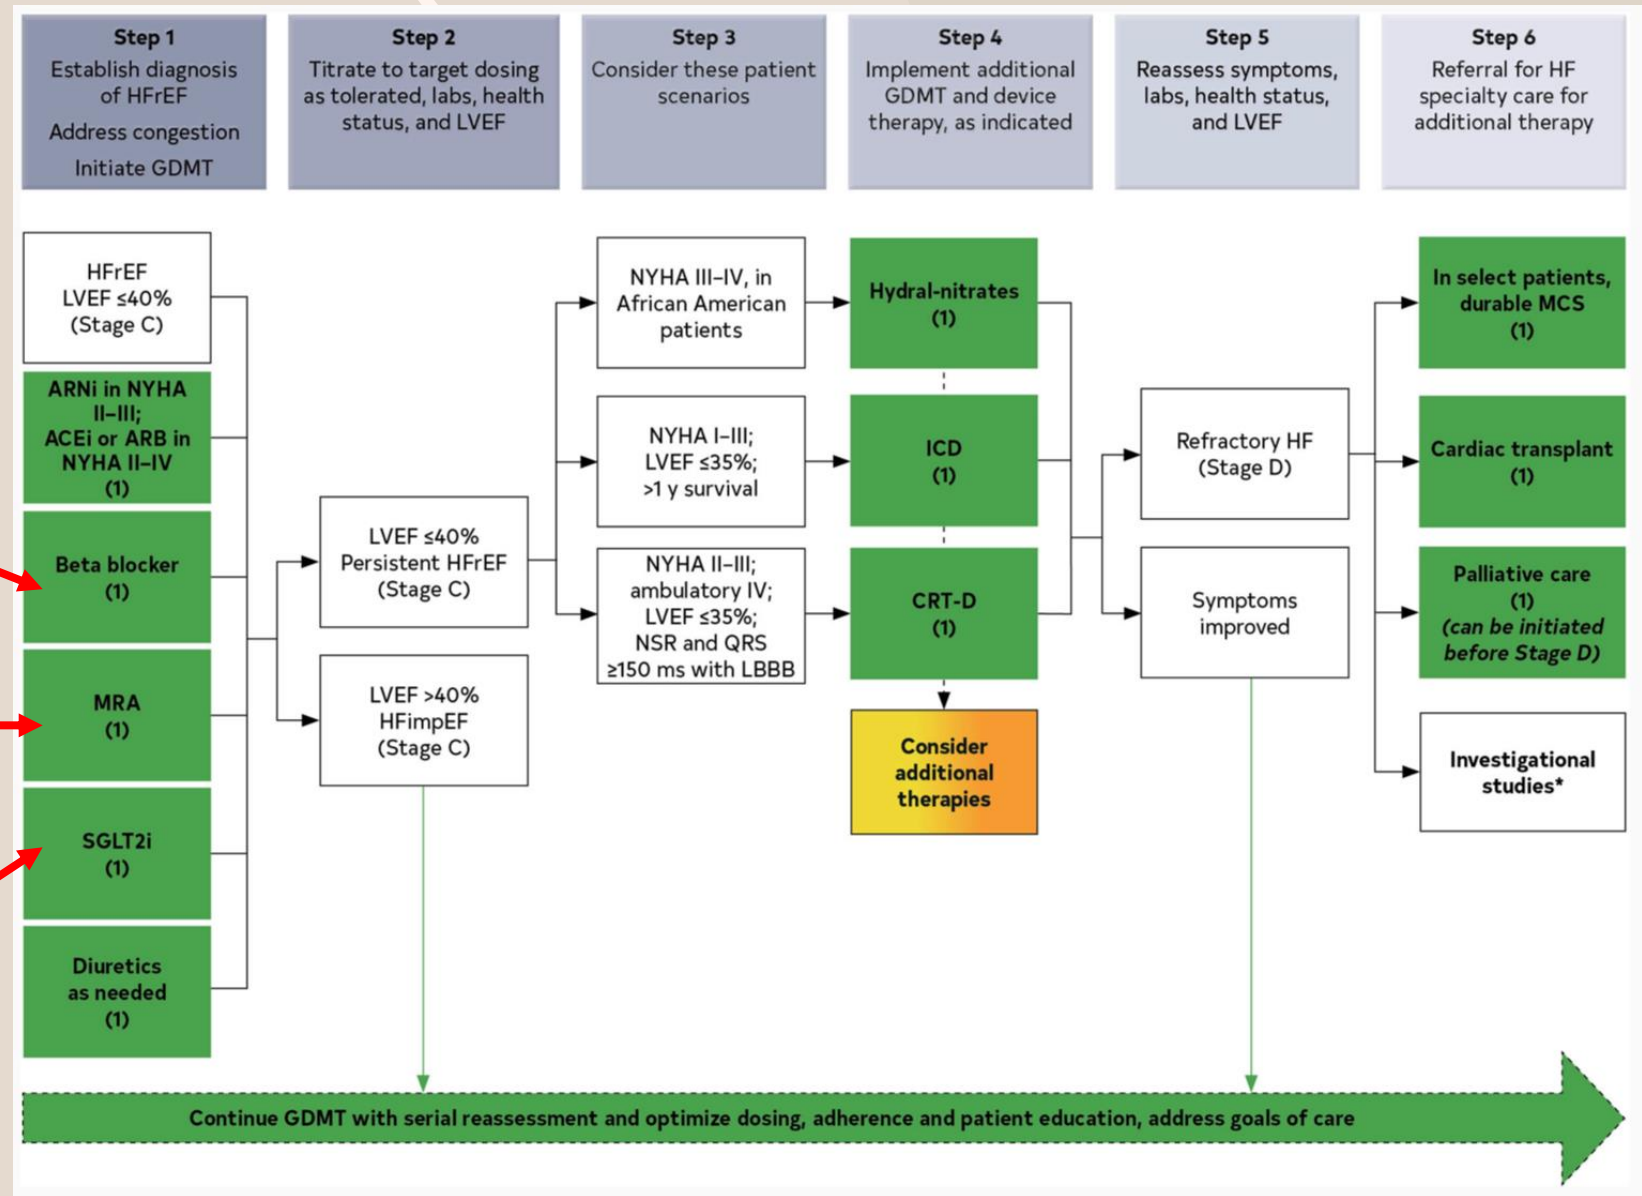 Step 1
Establish diagnosis
of HFrEF
Address congestion
Initiate GDMT
Step 2
Titrate to target dosing
as tolerated, labs, health
status, and LVEF
Step 3
Consider these patient
scenarios
Step 4
Implement additional
GDMT and device
therapy, as indicated
Step 5
Reassess symptoms,
labs, health status,
and LVEF
Step 6
Referral for HF
specialty care for
additional therapy
HFrEF
LVEF ≤40%
(Stage C)
ARNi in NYHA
II–III;
ACEi or ARB in
NYHA II–IV
(1)
Beta blocker
(1)
MRA
(1)
SGLT2i
(1)
Diuretics
as needed
(1)
LVEF ≤40%
Persistent HFrEF
(Stage C)
LVEF >40%
HFimpEF
(Stage C)
NYHA III–IV, in
African American
patients
NYHA I–III;
LVEF ≤35%;
>1 y survival
NYHA II–III;
ambulatory IV;
LVEF ≤35%;
NSR and QRS
≥150 ms with LBBB
Hydral-nitrates
(1)
ICD
(1)
CRT-D
(1)
Consider
additional
therapies
Refractory HF
(Stage D)
Symptoms
improved
In select patients,
durable MCS
(1)
Cardiac transplant
(1)
Palliative care
(1)
(can be initiated
before Stage D)
Investigational
studies*
Continue GDMT with serial reassessment and optimize dosing, adherence and patient education, address goals of care